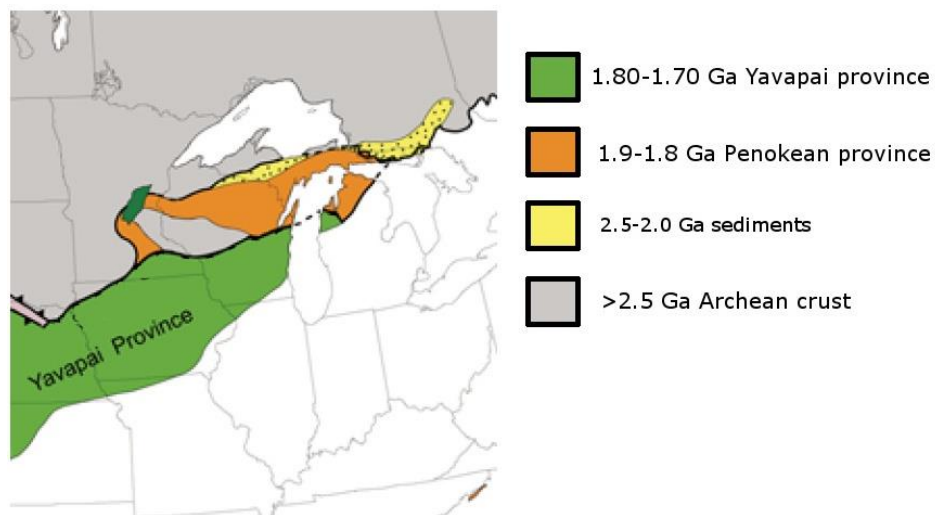 1.80-1.70 Ga Yavapai province
1.9-1.8 Ga Penokean province
2.5-2.0 Ga sediments
>2.5 Ga Archean crust
Yavapai Province